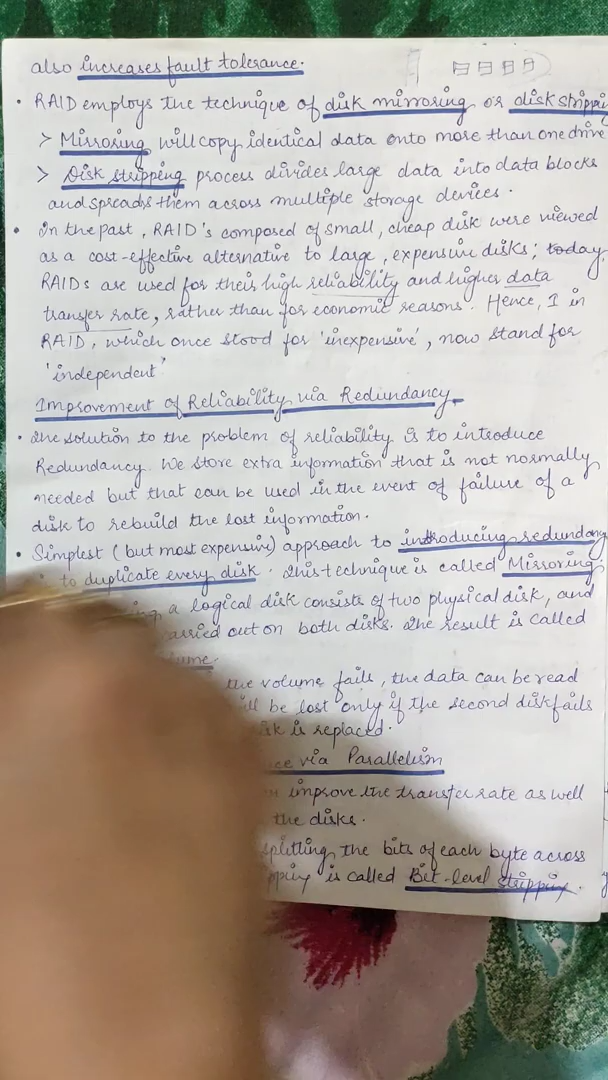 also increases fault tolerance.
• RAID employs the technique of disk mirroring or disk strippi
> Mirroring will copy identical data onto more than one drive
> Disk stripping process divides large data into data blocks
and spreads them across multiple storage devices.
• In the past, RAID's composed of small, cheap disk were viewed
as a cost-effective alternative to large, expensive disks; today
RAIDs are used for their high reliability and higher data
transfer rate, rather than for economic reasons. Hence, I in
RAID, which once stood for 'inexpensive', now stand for
'independent'
Improvement of Reliability via Redundancy.
• The solution to the problem of reliability is to introduce
Redundancy. We store extra information that is not normally
needed but that can be used in the event of failure of a
disk to rebuild the lost information.
• Simplest (but most expensive) approach to introducing redundany
to duplicate every disk. This technique is called Mirroring
a logical disk consists of two physical disk, and
arried out on both disks. The result is called
lume.
the volume fails, the data can be read
be lost only if the second disk fails
is replaced.
via Parallelism
improve the transfer rate as well
the disks.
splitting the bits of each byte across
is called Bit-level stripping.